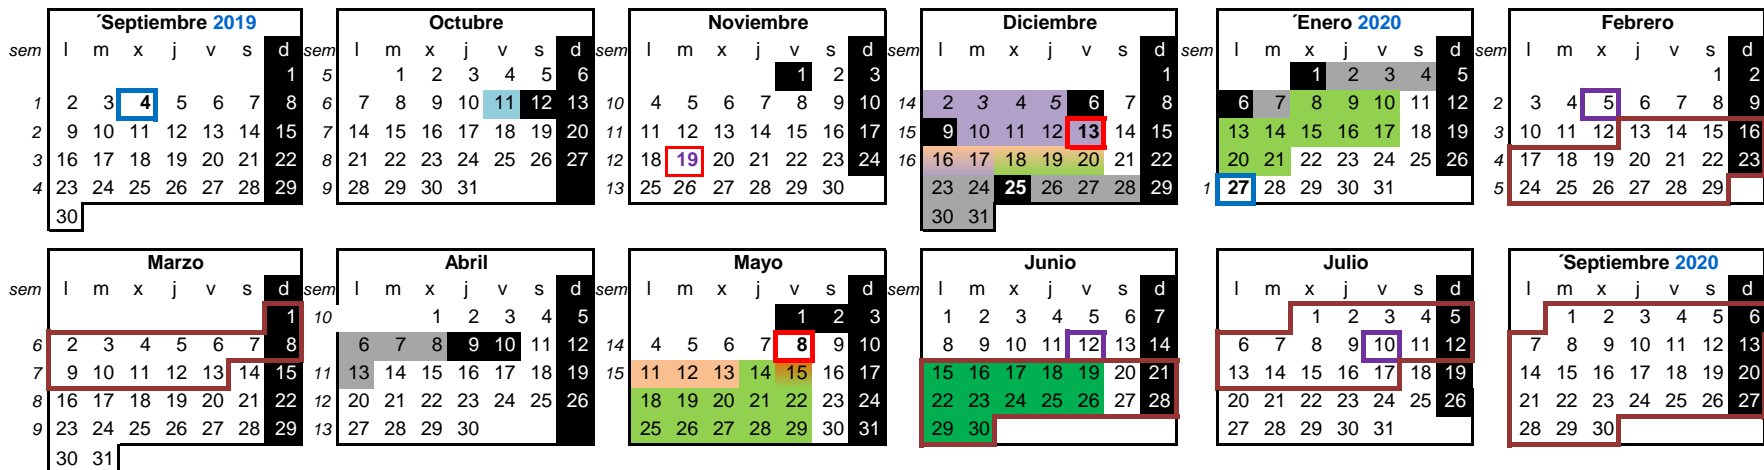 ´Septiembre 2019 Octubre Noviembre Diciembre ´Enero 2020 Febrero
sem l m x j v s d sem l m x j v s d sem l m x j v s d l m x j v s d sem l m x j v s d sem l m x j v s d
1 5 1 2 3 4 5 6 1 2 3 1 1 2 3 4 5 1 2
1 2 3 4 5 6 7 8 6 7 8 9 10 11 12 13 10 4 5 6 7 8 9 10 14 2 3 4 5 6 7 8 6 7 8 9 10 11 12 2 3 4 5 6 7 8 9
2 9 10 11 12 13 14 15 7 14 15 16 17 18 19 20 11 11 12 13 14 15 16 17 15 9 10 11 12 13 14 15 13 14 15 16 17 18 19 3 10 11 12 13 14 15 16
3 16 17 18 19 20 21 22 8 21 22 23 24 25 26 27 12 18 19 20 21 22 23 24 16 16 17 18 19 20 21 22 20 21 22 23 24 25 26 4 17 18 19 20 21 22 23
4 23 24 25 26 27 28 29 9 28 29 30 31 13 25 26 27 28 29 30 23 24 25 26 27 28 29 1 27 28 29 30 31 5 24 25 26 27 28 29
30 30 31
Marzo Abril Mayo Junio Julio ´Septiembre 2020
sem l m x j v s d sem l m x j v s d sem l m x j v s d sem l m x j v s d l m x j v s d l m x j v s d
1 10 1 2 3 4 5 1 2 3 1 2 3 4 5 6 7 1 2 3 4 5 1 2 3 4 5 6
6 2 3 4 5 6 7 8 6 7 8 9 10 11 12 14 4 5 6 7 8 9 10 8 9 10 11 12 13 14 6 7 8 9 10 11 12 7 8 9 10 11 12 13
7 9 10 11 12 13 14 15 11 13 14 15 16 17 18 19 15 11 12 13 14 15 16 17 15 16 17 18 19 20 21 13 14 15 16 17 18 19 14 15 16 17 18 19 20
8 16 17 18 19 20 21 22 12 20 21 22 23 24 25 26 18 19 20 21 22 23 24 22 23 24 25 26 27 28 20 21 22 23 24 25 26 21 22 23 24 25 26 27
9 23 24 25 26 27 28 29 13 27 28 29 30 25 26 27 28 29 30 31 29 30 27 28 29 30 31 28 29 30
30 31